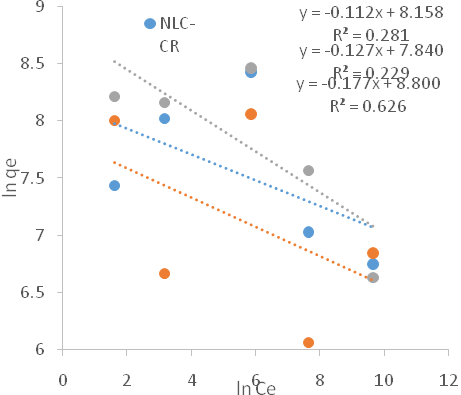 y = -0.112x + 8.158
R² = 0.281
y = -0.127x + 7.840
R² = 0.229
y = -0.177x + 8.800
R² = 0.626
NLC-
CR
9
8.5
8
7.5
7
6.5
6
ln qe
0 2 4 6 8 10 12
ln Ce